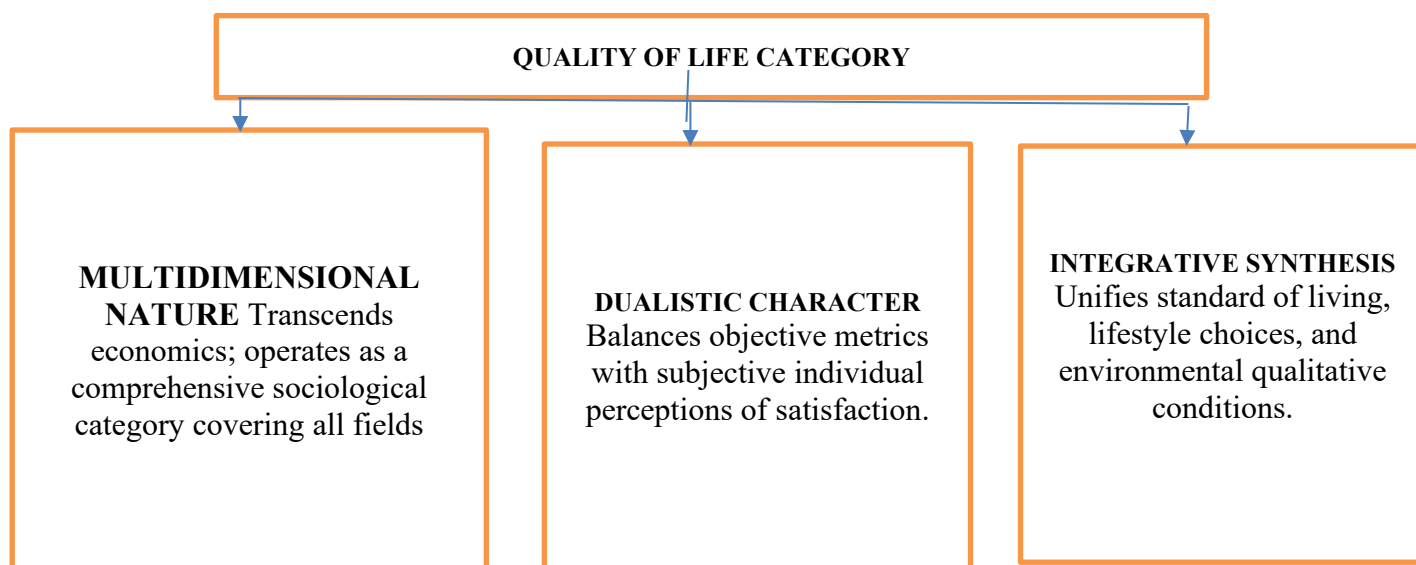 QUALITY OF LIFE CATEGORY
MULTIDIMENSIONAL
NATURE Transcends
economics; operates as a
comprehensive sociological
category covering all fields
DUALISTIC CHARACTER
Balances objective metrics
with subjective individual
perceptions of satisfaction.
INTEGRATIVE SYNTHESIS
Unifies standard of living,
lifestyle choices, and
environmental qualitative
conditions.